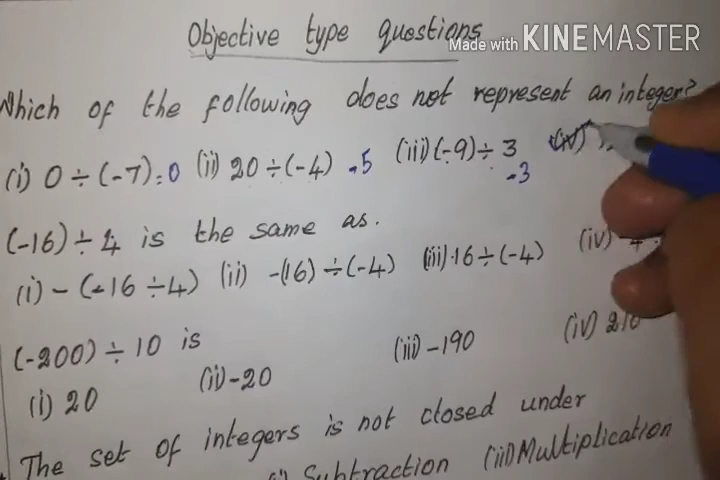 Objective type questions
Made with KINEMASTER
Which of the following does not represent an integer?
(i) 0 ÷ (-7) = 0 (ii) 20 ÷ (-4) -5 (iii) (-9) ÷ 3 -3 (iv)
(-16) ÷ 4 is the same as.
(i) - (-16 ÷ 4) (ii) -(16) ÷ (-4) (iii) 16 ÷ (-4) (iv) -4
(-200) ÷ 10 is
(i) 20 (ii) -20 (iii) -190 (iv) 210
The set of integers is not closed under
Subtraction (iii) Multiplication